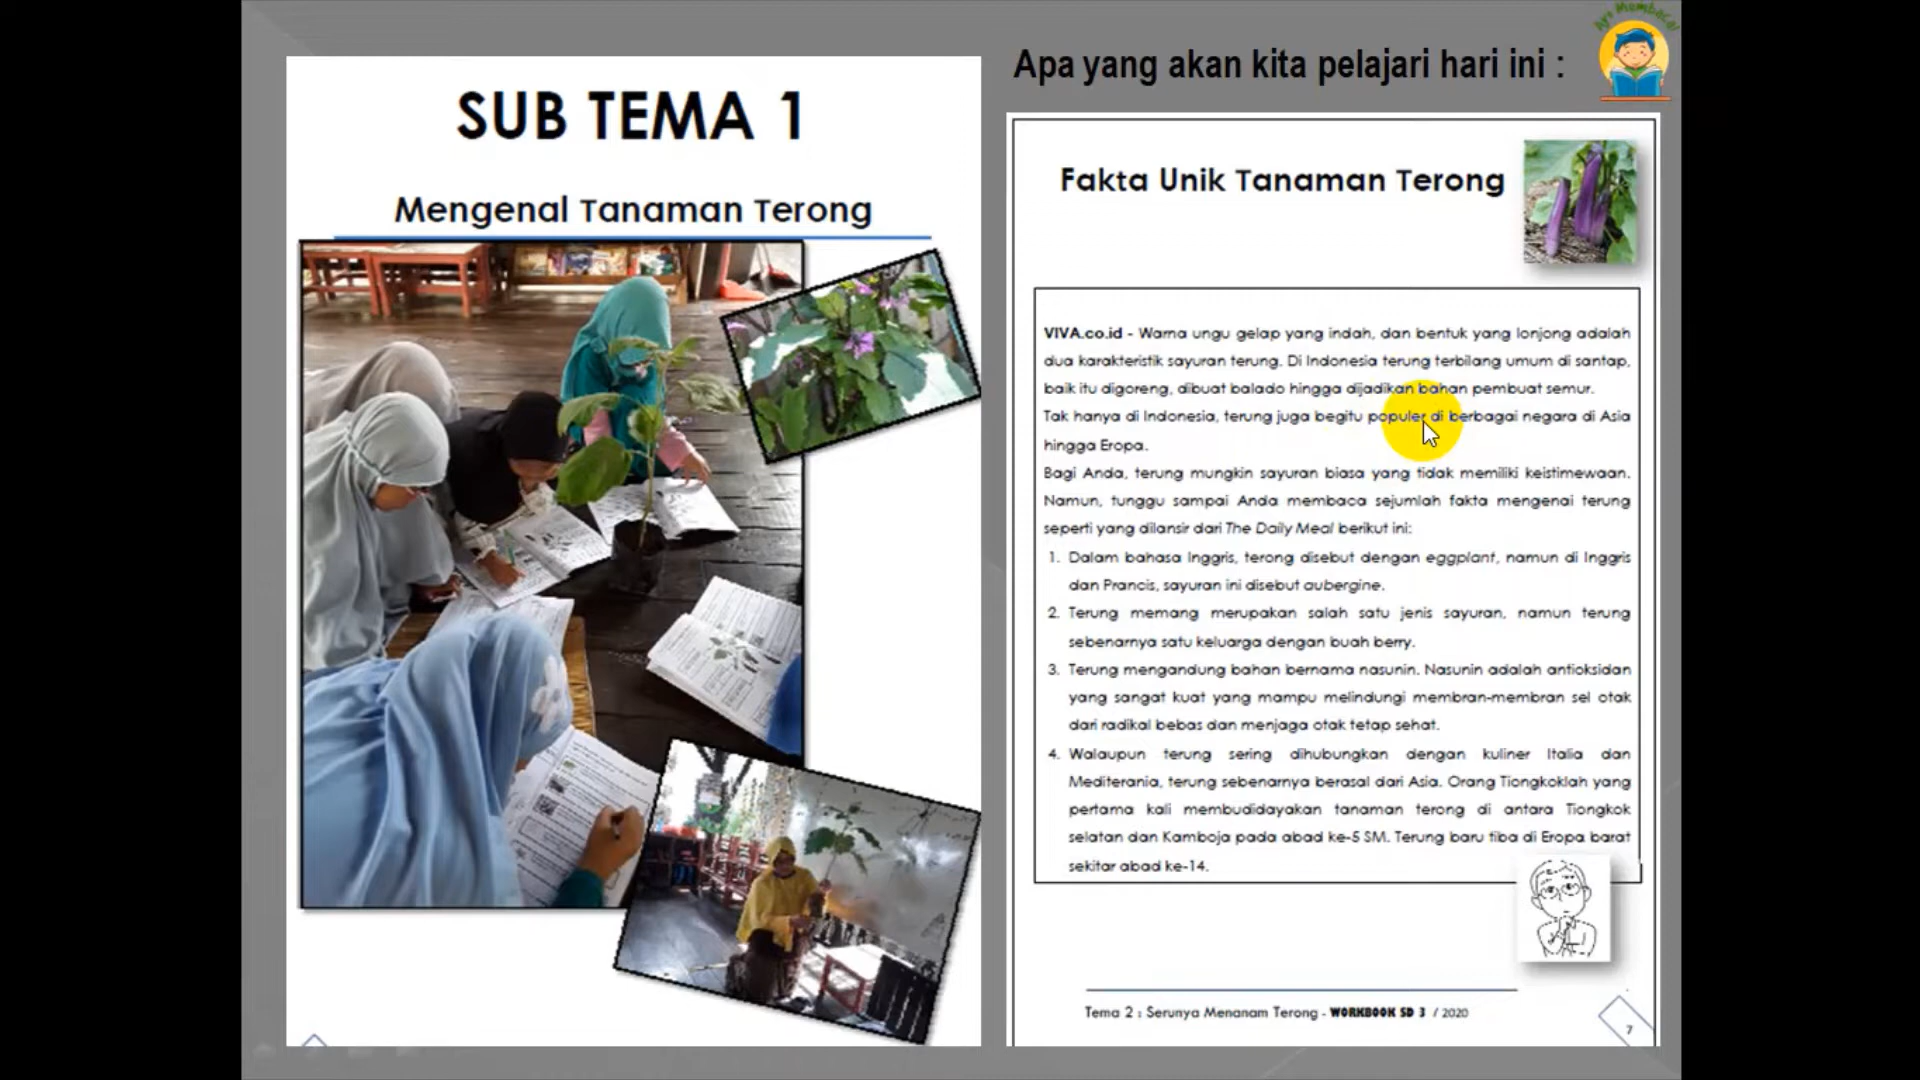 SUB TEMA 1
Mengenal Tanaman Terong
Apa yang akan kita pelajari hari ini :
Ayo Membaca!
Fakta Unik Tanaman Terong
VIVA.co.id - Warna ungu gelap yang indah, dan bentuk yang lonjong adalah
dua karakteristik sayuran terung. Di Indonesia terung terbilang umum di santap,
baik itu digoreng, dibuat balado hingga dijadikan bahan pembuat semur.
Tak hanya di Indonesia, terung juga begitu populer di berbagai negara di Asia
hingga Eropa.
Bagi Anda, terung mungkin sayuran biasa yang tidak memiliki keistimewaan.
Namun, tunggu sampai Anda membaca sejumlah fakta mengenai terung
seperti yang dilansir dari The Daily Meal berikut ini:
1. Dalam bahasa Inggris, terong disebut dengan eggplant, namun di Inggris
dan Prancis, sayuran ini disebut aubergine.
2. Terung memang merupakan salah satu jenis sayuran, namun terung
sebenarnya satu keluarga dengan buah berry.
3. Terung mengandung bahan bernama nasunin. Nasunin adalah antioksidan
yang sangat kuat yang mampu melindungi membran-membran sel otak
dari radikal bebas dan menjaga otak tetap sehat.
4. Walaupun terung sering dihubungkan dengan kuliner Italia dan
Mediterania, terung sebenarnya berasal dari Asia. Orang Tiongkoklah yang
pertama kali membudidayakan tanaman terong di antara Tiongkok
selatan dan Kamboja pada abad ke-5 SM. Terung baru tiba di Eropa barat
sekitar abad ke-14.
Tema 2 : Serunya Menanam Terong - WORKBOOK SD 3 / 2020
7